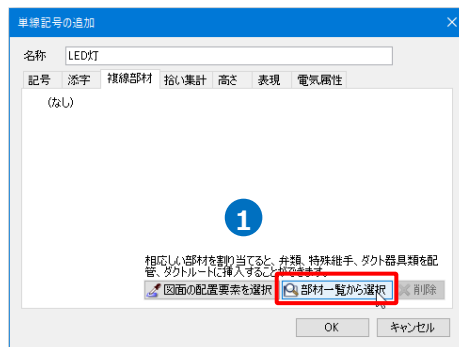 単線記号の追加
名称 LED灯
記号 添字 複線部材 拾い集計 高さ 表現 電気属性
(なし)
1
相応しい部材を割り当てると、弁類、特殊継手、ダクト器具類を配
管、ダクトルートに挿入することができます。
図面の配置要素を選択 部材一覧から選択 削除
OK キャンセル